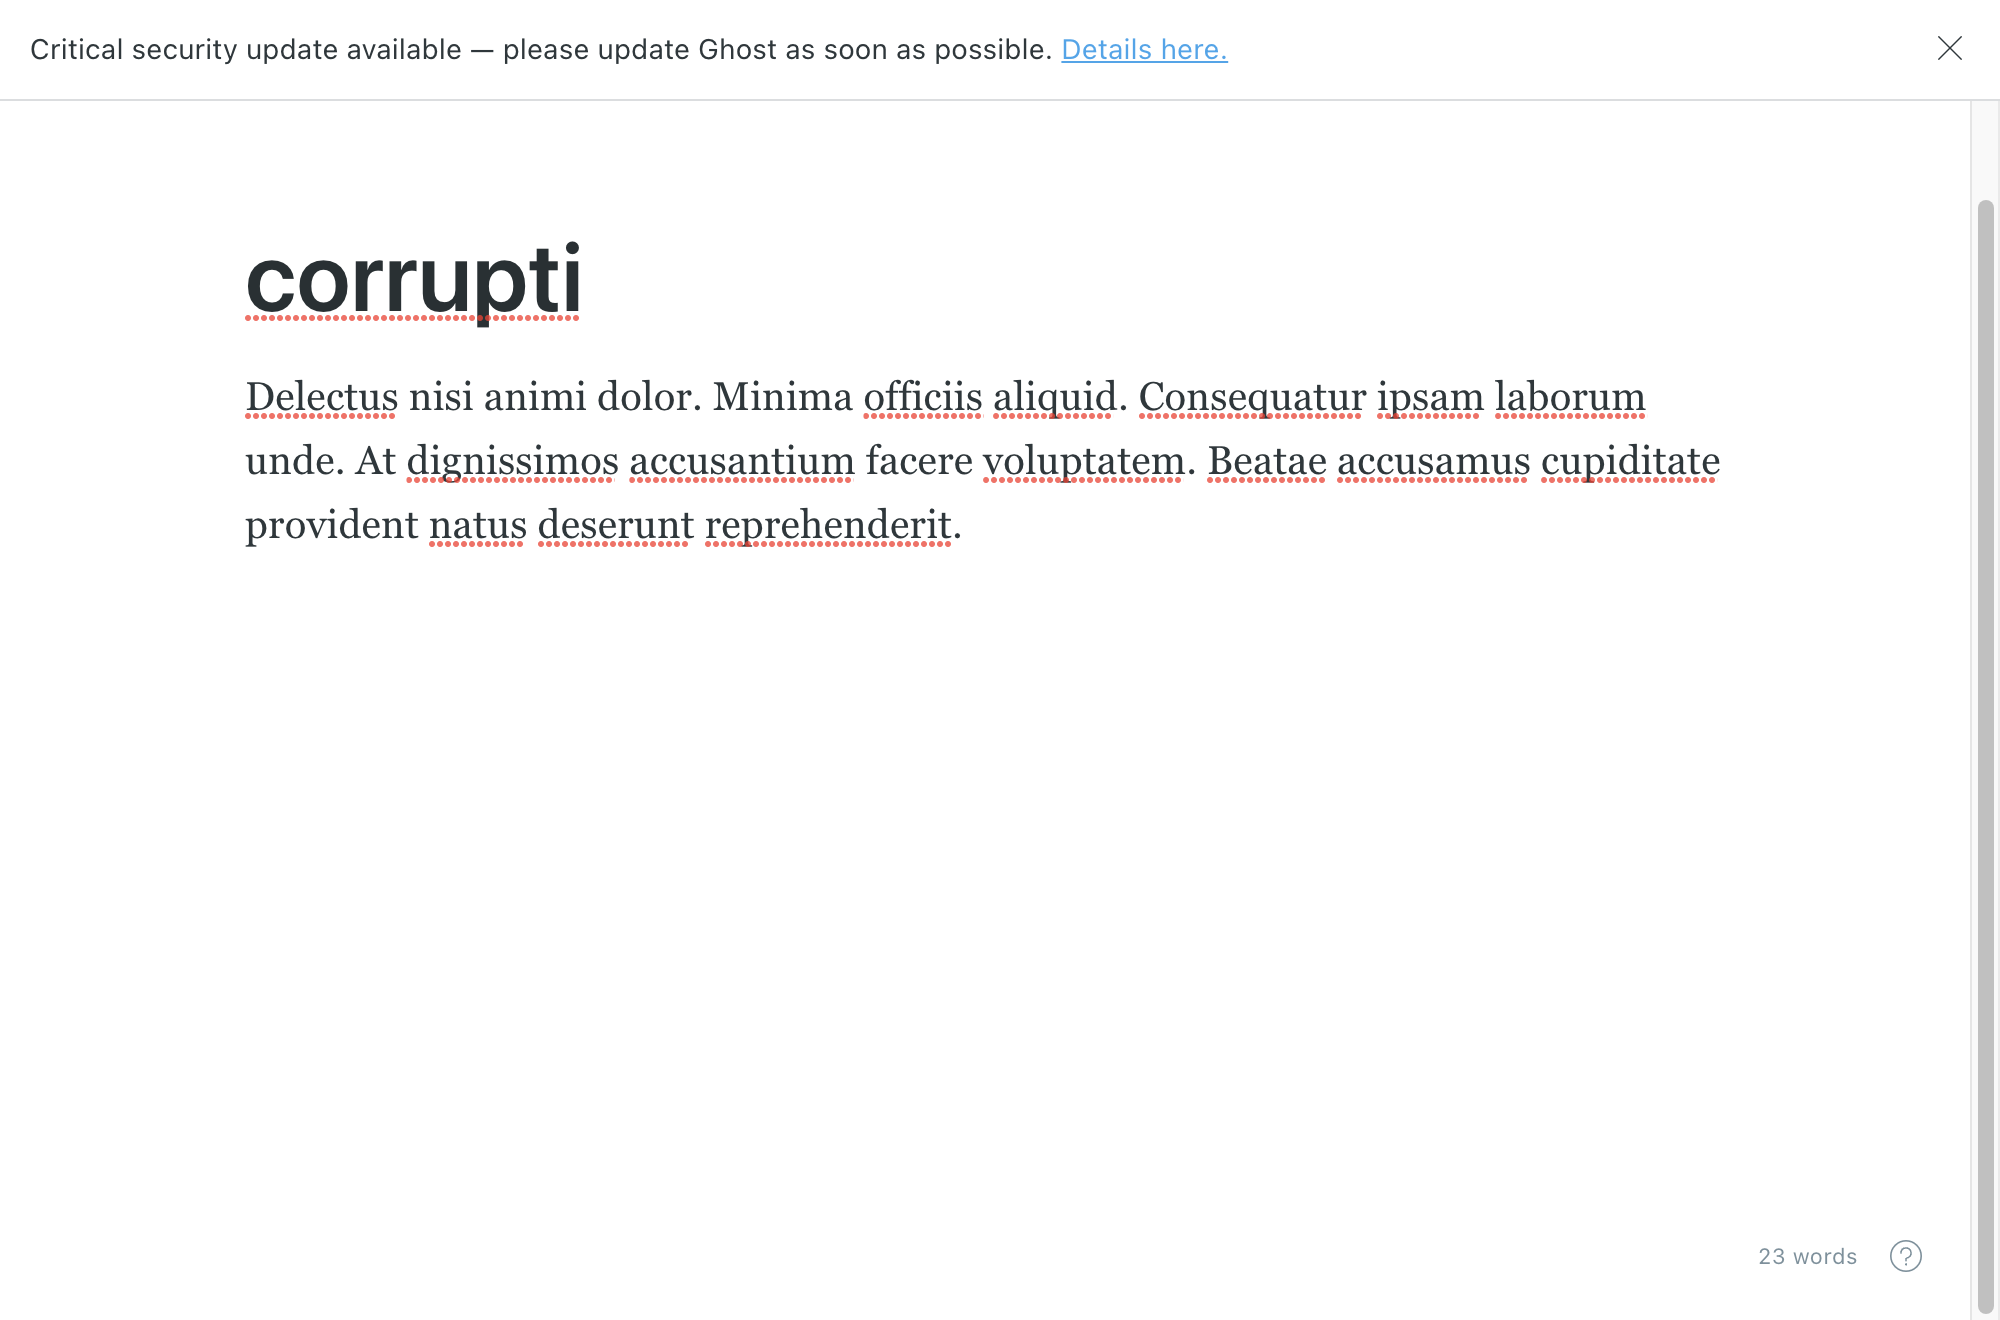 Critical security update available — please update Ghost as soon as possible. Details here.
corrupti
Delectus nisi animi dolor. Minima officiis aliquid. Consequatur ipsam laborum
unde. At dignissimos accusantium facere voluptatem. Beatae accusamus cupiditate
provident natus deserunt reprehenderit.
23 words
?